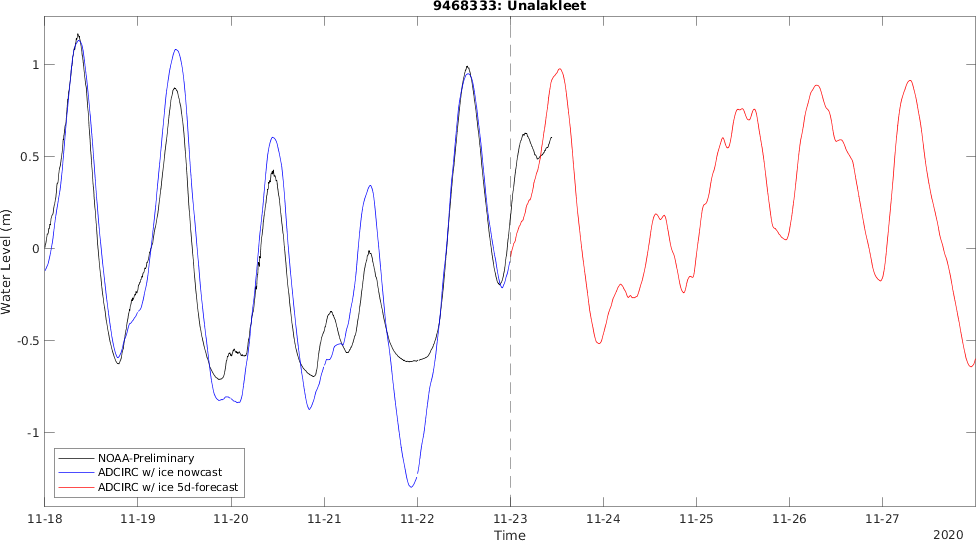 9468333: Unalakleet
Water Level (m)
1
0.5
0
-0.5
-1
NOAA-Preliminary
ADCIRC w/ ice nowcast
ADCIRC w/ ice 5d-forecast
11-18 11-19 11-20 11-21 11-22 11-23 11-24 11-25 11-26 11-27
Time
2020